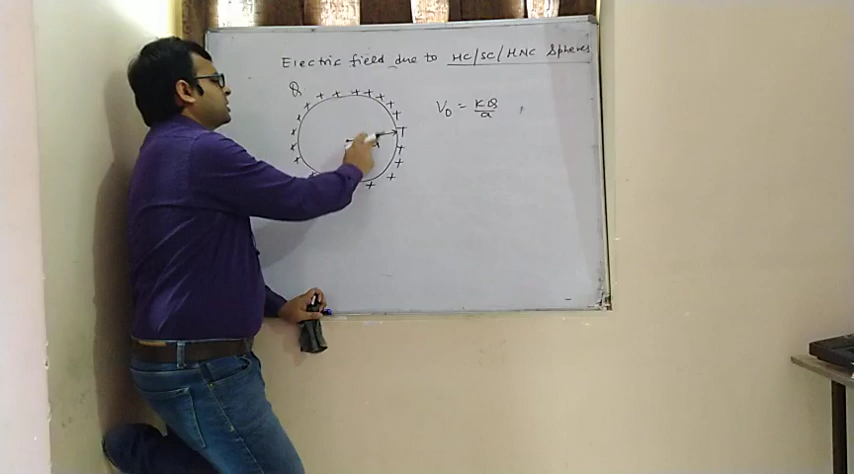 Electric field due to HC/SC/HNC Spheres
Q + + + + + + + + + + + + + + + + + +
V₀ = KQ/a ,